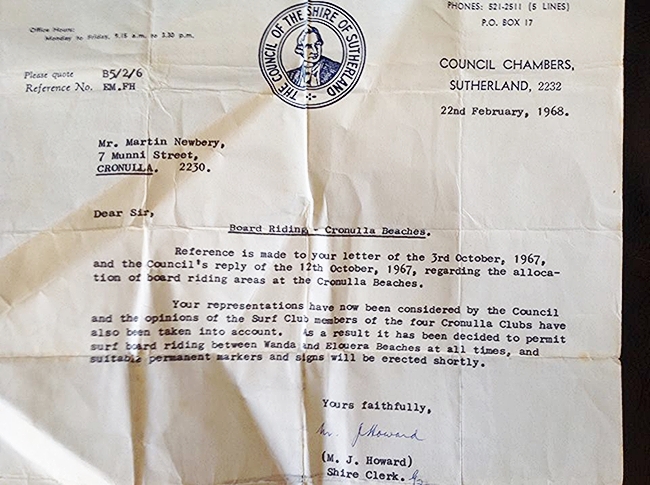 PHONES: 521-2511 (5 LINES)
P.O. BOX 17
Office Hours:
Monday to Friday, 9.15 a.m. to 3.30 p.m.
THE COUNCIL OF THE SHIRE OF SUTHERLAND
COUNCIL CHAMBERS,
SUTHERLAND, 2232
Please quote B5/2/6
Reference No. EM.FH
22nd February, 1968.
Mr. Martin Newbery,
7 Munni Street,
CRONULLA. 2230.
Dear Sir,
Board Riding - Cronulla Beaches.
Reference is made to your letter of the 3rd October, 1967,
and the Council's reply of the 12th October, 1967, regarding the alloca-
tion of board riding areas at the Cronulla Beaches.
Your representations have now been considered by the Council
and the opinions of the Surf Club members of the four Cronulla Clubs have
also been taken into account. As a result it has been decided to permit
surf board riding between Wanda and Elouera Beaches at all times, and
suitable permanent markers and signs will be erected shortly.
Yours faithfully,
M. J Howard
(M. J. Howard)
Shire Clerk.